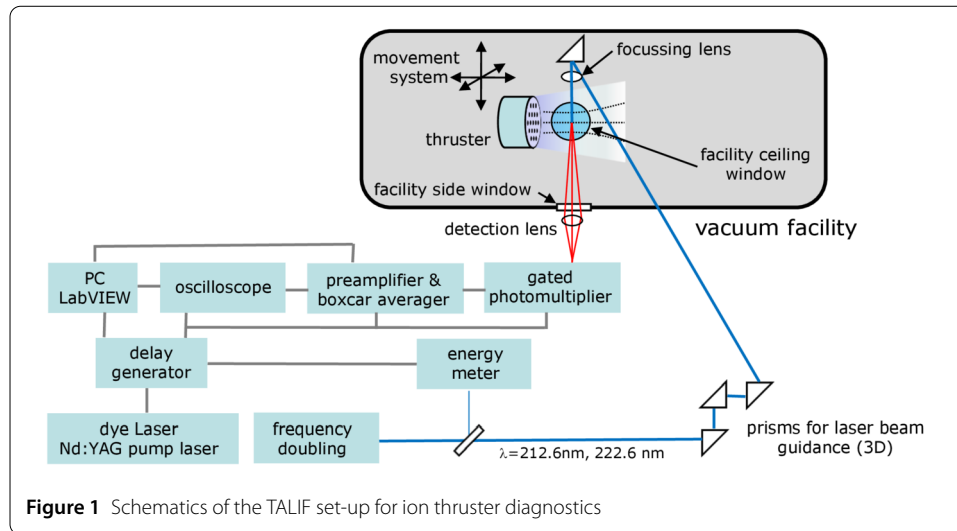 movement
system
focussing lens
thruster
facility ceiling
window
facility side window
detection lens
vacuum facility
PC
LabVIEW
oscilloscope
preamplifier &
boxcar averager
gated
photomultiplier
delay
generator
energy
meter
dye Laser
Nd:YAG pump laser
frequency
doubling
λ=212.6nm, 222.6 nm
prisms for laser beam
guidance (3D)
Figure 1 Schematics of the TALIF set-up for ion thruster diagnostics